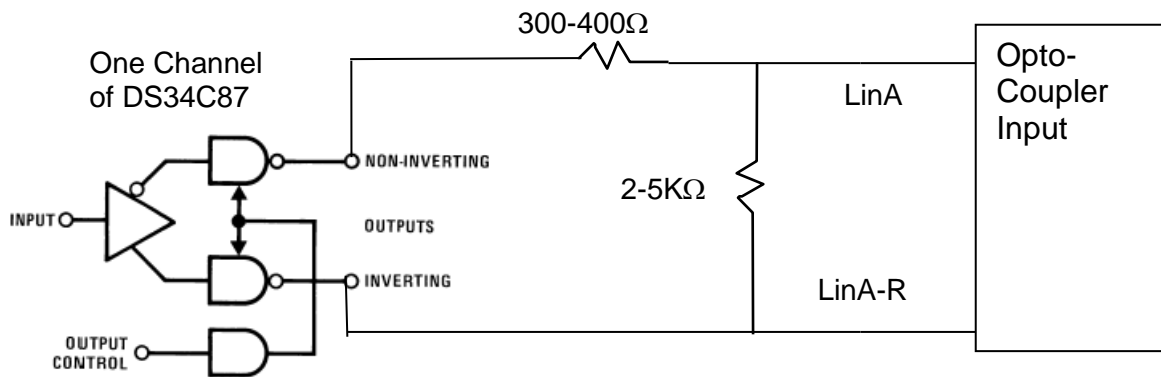 300-400Ω
One Channel
of DS34C87
Opto-
Coupler
Input
LinA
NON-INVERTING
2-5KΩ
INPUT
OUTPUTS
INVERTING
LinA-R
OUTPUT
CONTROL